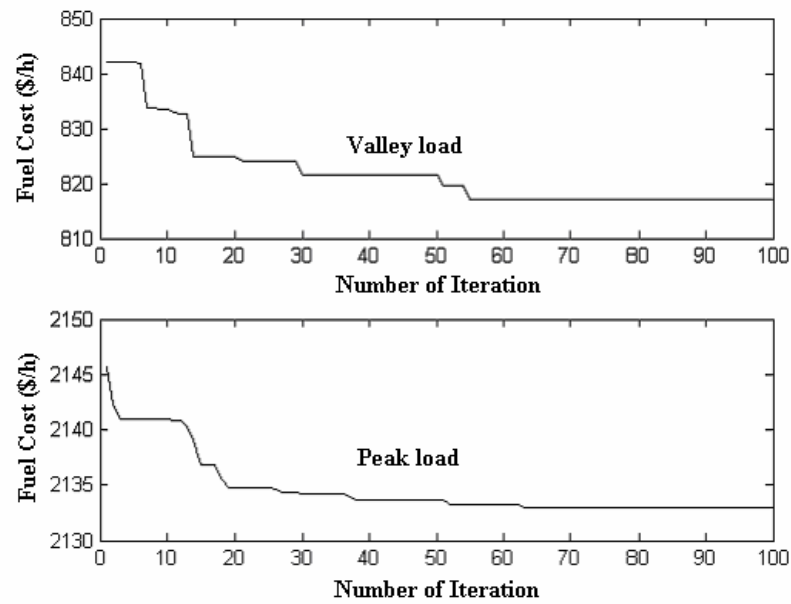 850
840
830
820
810
Fuel Cost ($/h)
Valley load
0 10 20 30 40 50 60 70 80 90 100
Number of Iteration
2150
2145
2140
2135
2130
Fuel Cost ($/h)
Peak load
0 10 20 30 40 50 60 70 80 90 100
Number of Iteration